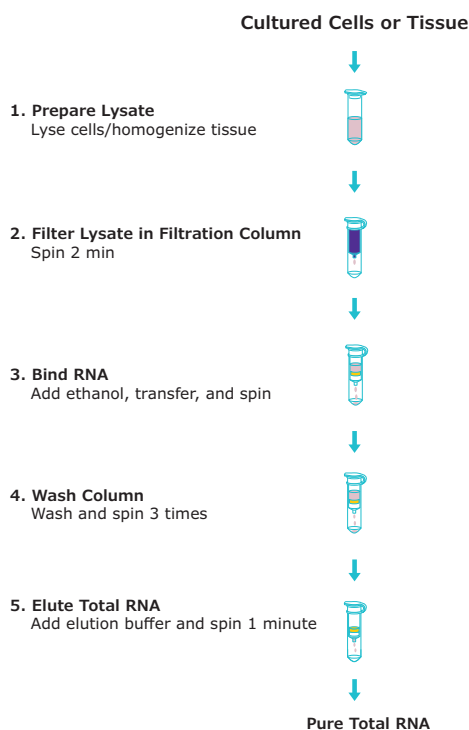 Cultured Cells or Tissue
1. Prepare Lysate
Lyse cells/homogenize tissue
2. Filter Lysate in Filtration Column
Spin 2 min
3. Bind RNA
Add ethanol, transfer, and spin
4. Wash Column
Wash and spin 3 times
5. Elute Total RNA
Add elution buffer and spin 1 minute
Pure Total RNA